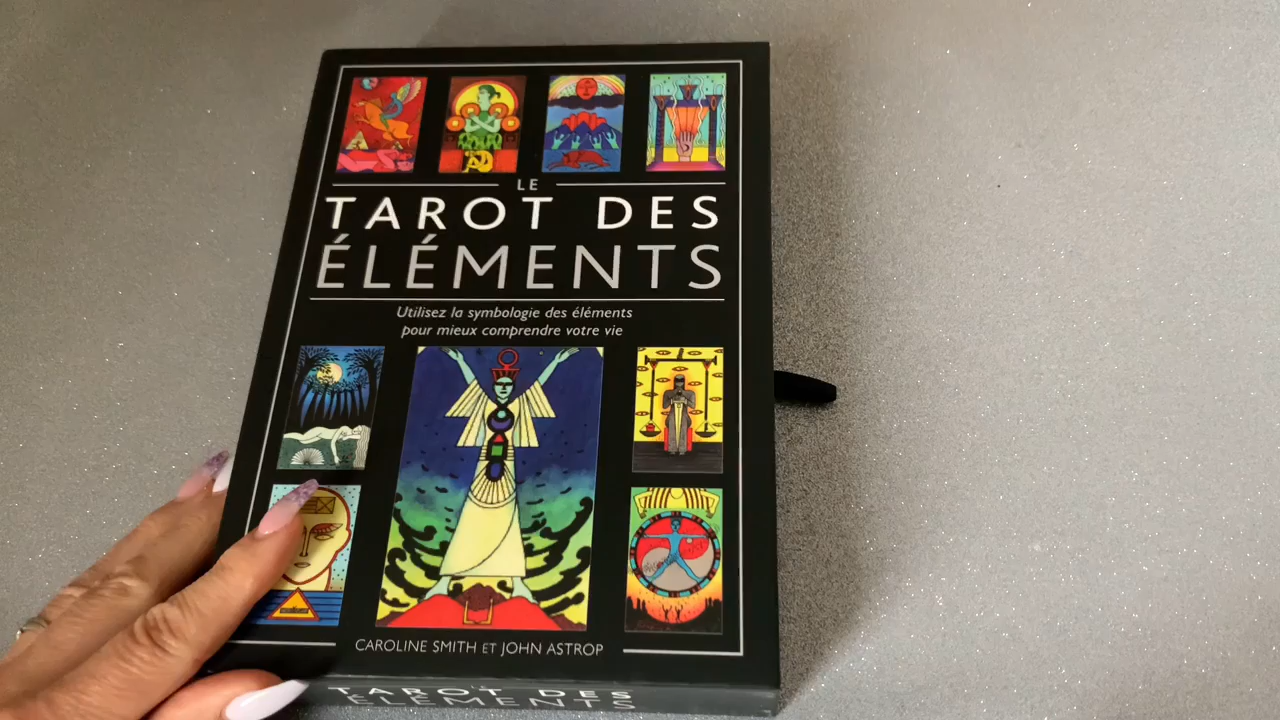 LE
TAROT DES
ÉLÉMENTS
Utilisez la symbologie des éléments
pour mieux comprendre votre vie
CAROLINE SMITH ET JOHN ASTROP
TAROT DES
ÉLÉMENTS